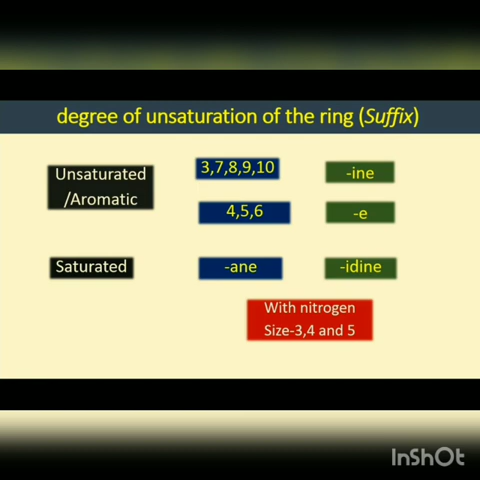 degree of unsaturation of the ring (Suffix)
Unsaturated
/Aromatic
3,7,8,9,10
-ine
4,5,6
-e
Saturated
-ane
-idine
With nitrogen
Size-3,4 and 5
InShOt